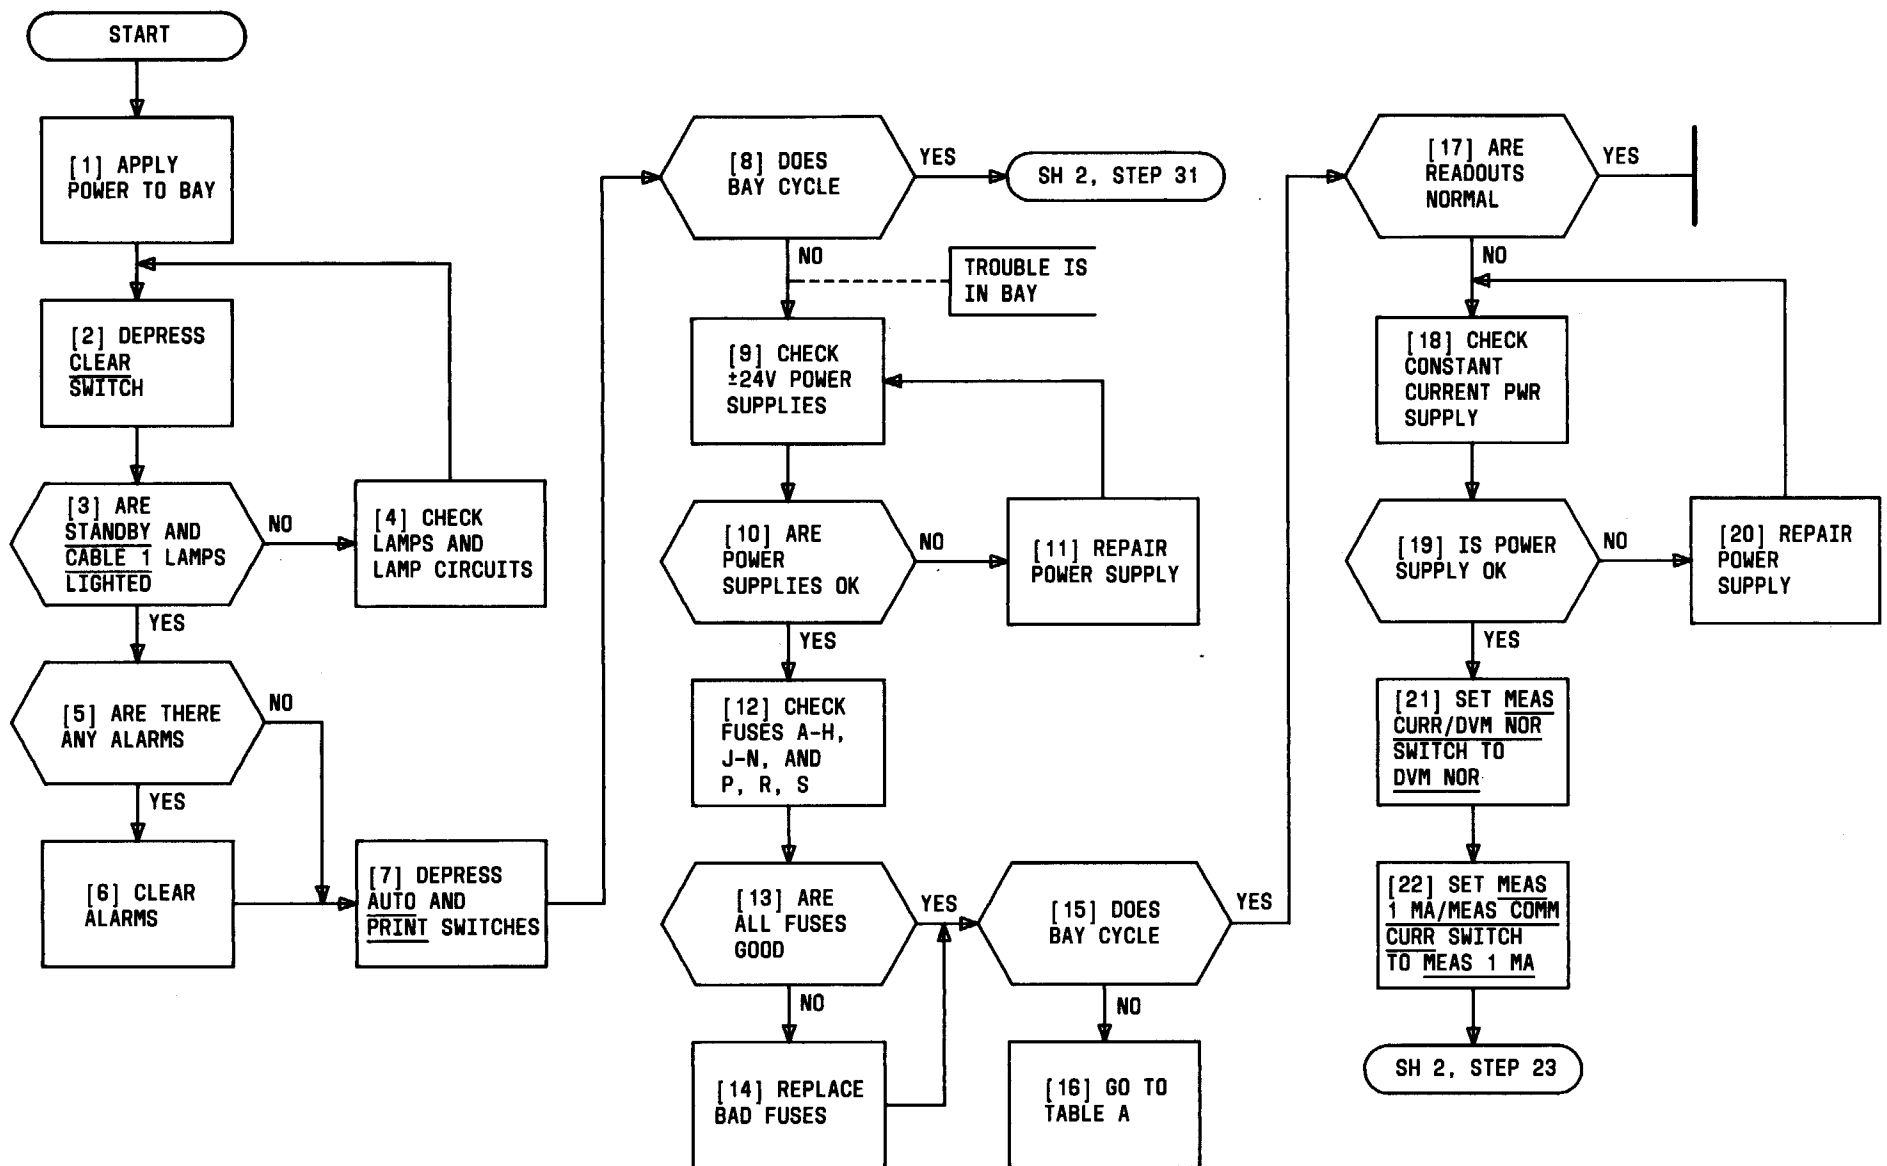 START
[1] APPLY
POWER TO BAY
[2] DEPRESS
CLEAR
SWITCH
[3] ARE
STANDBY AND
CABLE 1 LAMPS
LIGHTED
NO
[4] CHECK
LAMPS AND
LAMP CIRCUITS
YES
[5] ARE THERE
ANY ALARMS
NO
YES
[6] CLEAR
ALARMS
[7] DEPRESS
AUTO AND
PRINT SWITCHES
[8] DOES
BAY CYCLE
YES
SH 2, STEP 31
NO
TROUBLE IS
IN BAY
[9] CHECK
±24V POWER
SUPPLIES
[10] ARE
POWER
SUPPLIES OK
NO
[11] REPAIR
POWER SUPPLY
YES
[12] CHECK
FUSES A-H,
J-N, AND
P, R, S
[13] ARE
ALL FUSES
GOOD
YES
NO
[14] REPLACE
BAD FUSES
[15] DOES
BAY CYCLE
YES
NO
[16] GO TO
TABLE A
[17] ARE
READOUTS
NORMAL
YES
NO
[18] CHECK
CONSTANT
CURRENT PWR
SUPPLY
[19] IS POWER
SUPPLY OK
NO
[20] REPAIR
POWER
SUPPLY
YES
[21] SET MEAS
CURR/DVM NOR
SWITCH TO
DVM NOR
[22] SET MEAS
1 MA/MEAS COMM
CURR SWITCH
TO MEAS 1 MA
SH 2, STEP 23